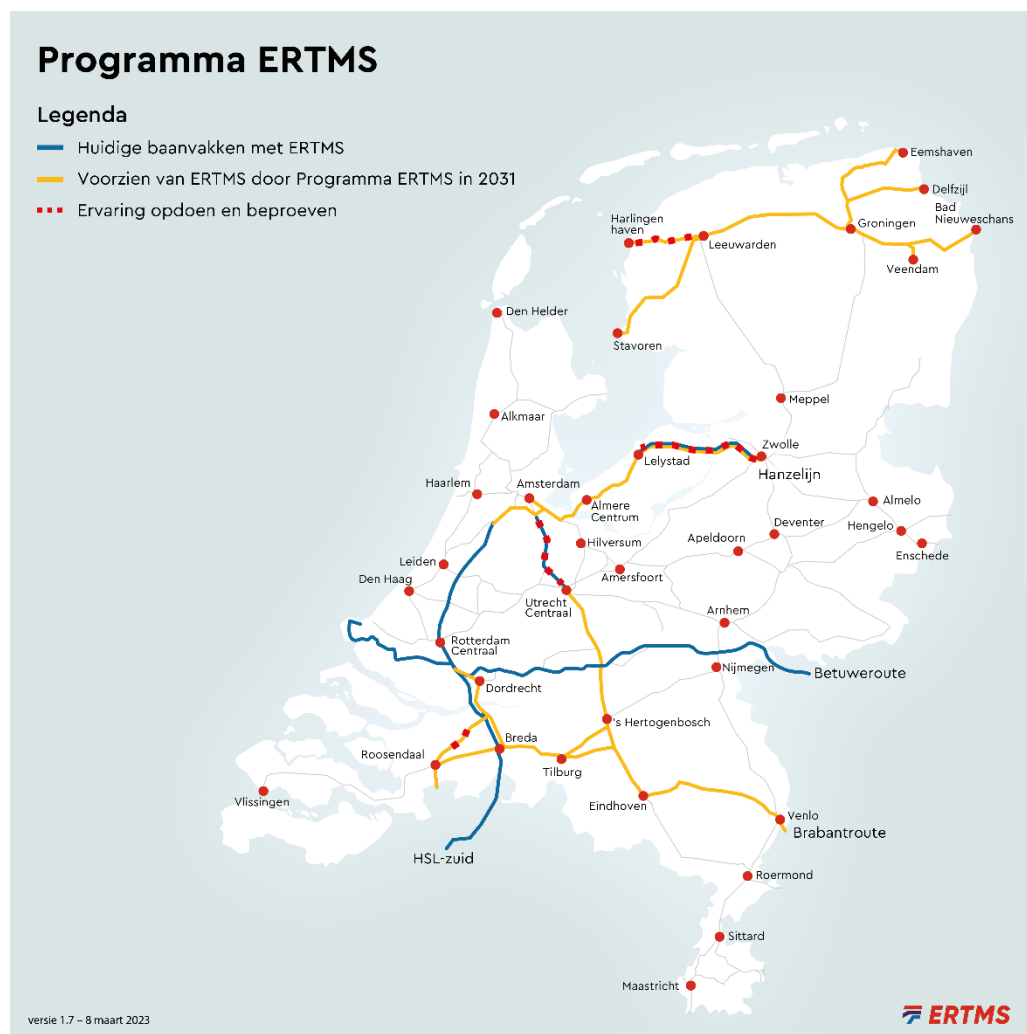 Programma ERTMS
Legenda
Huidige baanvakken met ERTMS
Voorzien van ERTMS door Programma ERTMS in 2031
Ervaring opdoen en beproeven
Eemshaven
Delfzijl
Bad
Nieuweschans
Harlingen
haven
Groningen
Leeuwarden
Veendam
Den Helder
Stavoren
Meppel
Alkmaar
Zwolle
Lelystad
Hanzelijn
Haarlem
Amsterdam
Almere
Centrum
Almelo
Deventer
Hengelo
Hilversum
Apeldoorn
Enschede
Leiden
Amersfoort
Den Haag
Utrecht
Centraal
Arnhem
Rotterdam
Centraal
Nijmegen
Betuweroute
Dordrecht
's Hertogenbosch
Breda
Roosendaal
Tilburg
Vlissingen
Eindhoven
Venlo
Brabantroute
HSL-zuid
Roermond
Sittard
Maastricht
versie 1.7 – 8 maart 2023
ERTMS